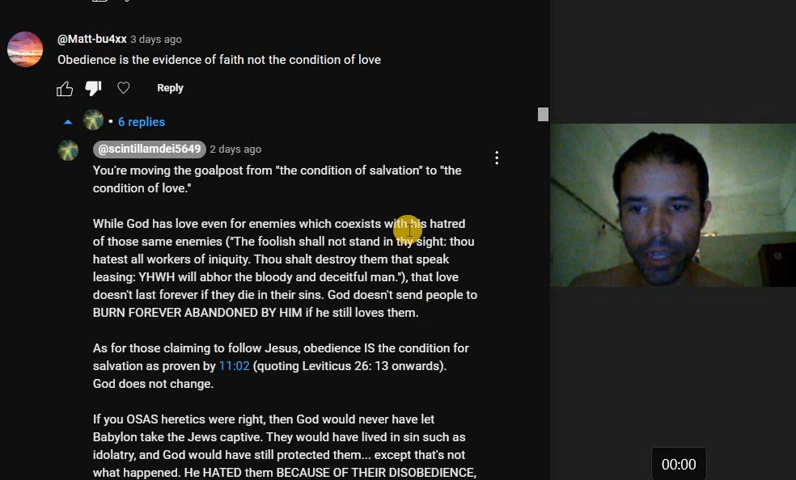 @Matt-bu4xx 3 days ago
Obedience is the evidence of faith not the condition of love
Reply
6 replies
@scintillamdei5649 2 days ago
You're moving the goalpost from "the condition of salvation" to "the
condition of love."
While God has love even for enemies which coexists with his hatred
of those same enemies ("The foolish shall not stand in thy sight: thou
hatest all workers of iniquity. Thou shalt destroy them that speak
leasing: YHWH will abhor the bloody and deceitful man."), that love
doesn't last forever if they die in their sins. God doesn't send people to
BURN FOREVER ABANDONED BY HIM if he still loves them.
As for those claiming to follow Jesus, obedience IS the condition for
salvation as proven by 11:02 (quoting Leviticus 26: 13 onwards).
God does not change.
If you OSAS heretics were right, then God would never have let
Babylon take the Jews captive. They would have lived in sin such as
idolatry, and God would have still protected them... except that's not
what happened. He HATED them BECAUSE OF THEIR DISOBEDIENCE,
00:00